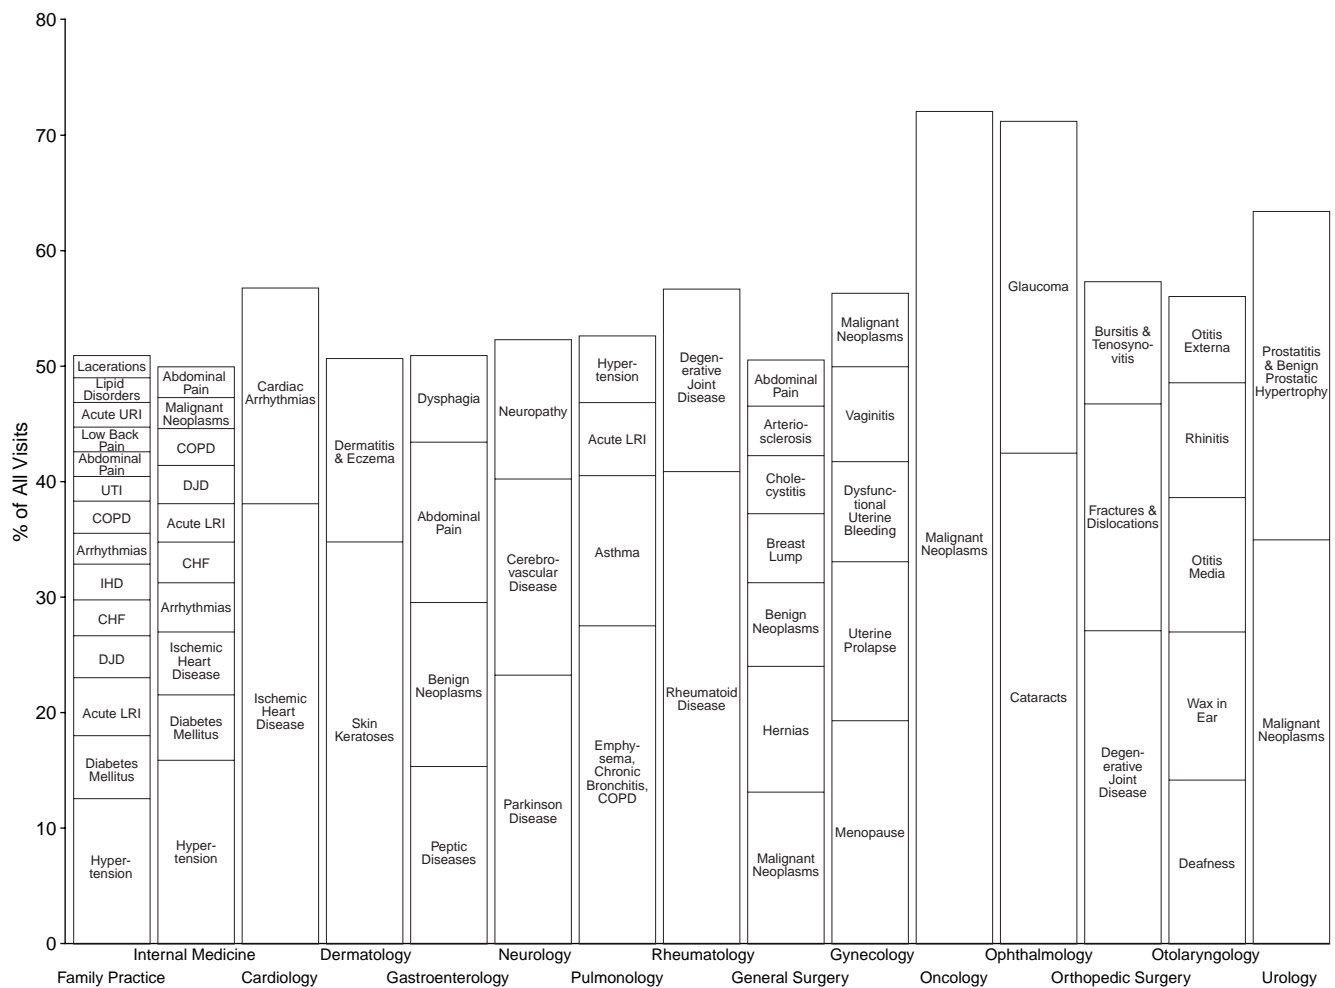 80
70
60
50
40
30
20
10
0
% of All Visits
Lacerations
Lipid
Disorders
Acute URI
Low Back
Pain
Abdominal
Pain
UTI
COPD
Arrhythmias
IHD
CHF
DJD
Acute LRI
Diabetes
Mellitus
Hyper-
tension
Abdominal
Pain
Malignant
Neoplasms
COPD
DJD
Acute LRI
CHF
Arrhythmias
Ischemic
Heart
Disease
Diabetes
Mellitus
Hyper-
tension
Cardiac
Arrhythmias
Ischemic
Heart
Disease
Dermatitis
& Eczema
Skin
Keratoses
Dysphagia
Abdominal
Pain
Benign
Neoplasms
Peptic
Diseases
Neuropathy
Cerebro-
vascular
Disease
Parkinson
Disease
Hyper-
tension
Acute LRI
Asthma
Emphy-
sema,
Chronic
Bronchitis,
COPD
Degen-
erative
Joint
Disease
Rheumatoid
Disease
Abdominal
Pain
Arterio-
sclerosis
Chole-
cystitis
Breast
Lump
Benign
Neoplasms
Hernias
Malignant
Neoplasms
Malignant
Neoplasms
Vaginitis
Dysfunc-
tional
Uterine
Bleeding
Uterine
Prolapse
Menopause
Malignant
Neoplasms
Glaucoma
Cataracts
Bursitis &
Tenosyno-
vitis
Fractures &
Dislocations
Degen-
erative
Joint
Disease
Otitis
Externa
Rhinitis
Otitis
Media
Wax in
Ear
Deafness
Prostatitis
& Benign
Prostatic
Hypertrophy
Malignant
Neoplasms
Internal Medicine Dermatology Neurology Rheumatology Gynecology Ophthalmology Otolaryngology
Family Practice Cardiology Gastroenterology Pulmonology General Surgery Oncology Orthopedic Surgery Urology